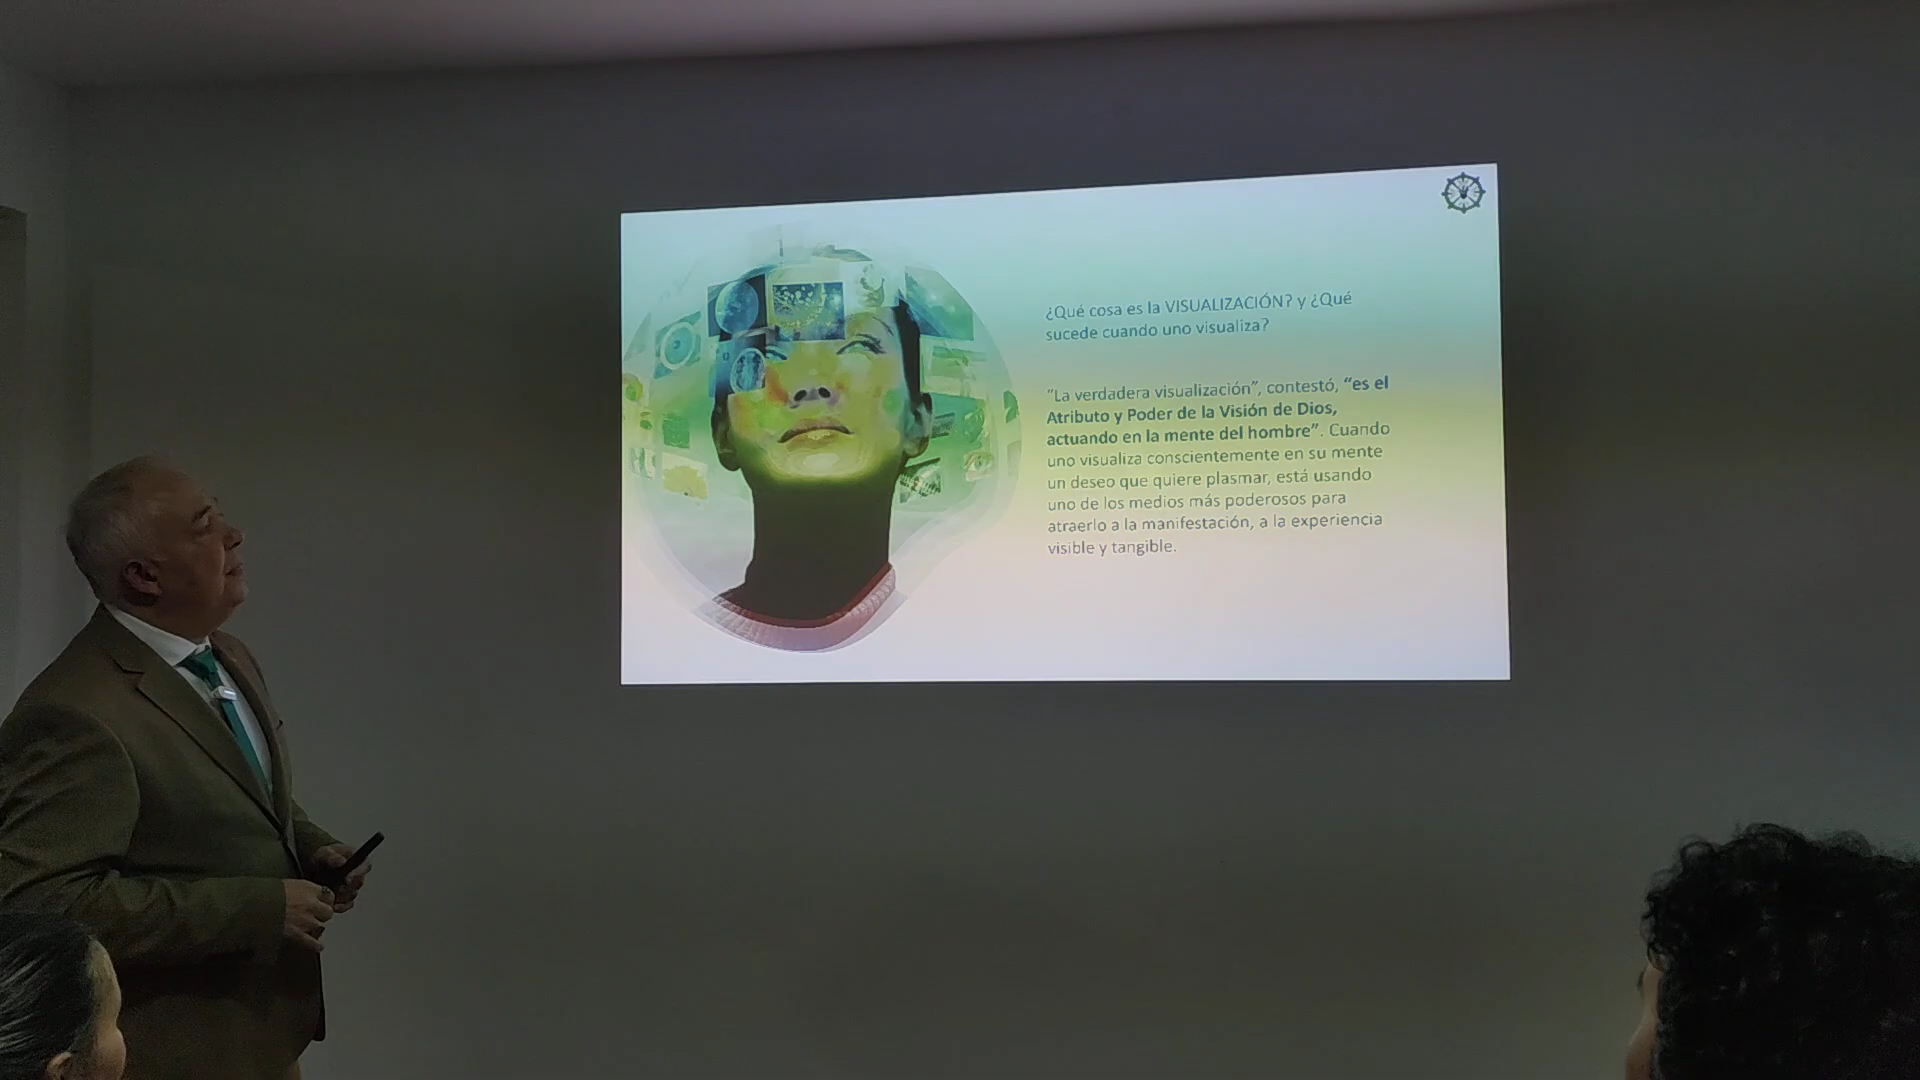 ¿Qué cosa es la VISUALIZACIÓN? y ¿Qué
sucede cuando uno visualiza?
"La verdadera visualización", contestó, "es el
Atributo y Poder de la Visión de Dios,
actuando en la mente del hombre". Cuando
uno visualiza conscientemente en su mente
un deseo que quiere plasmar, está usando
uno de los medios más poderosos para
atraerlo a la manifestación, a la experiencia
visible y tangible.